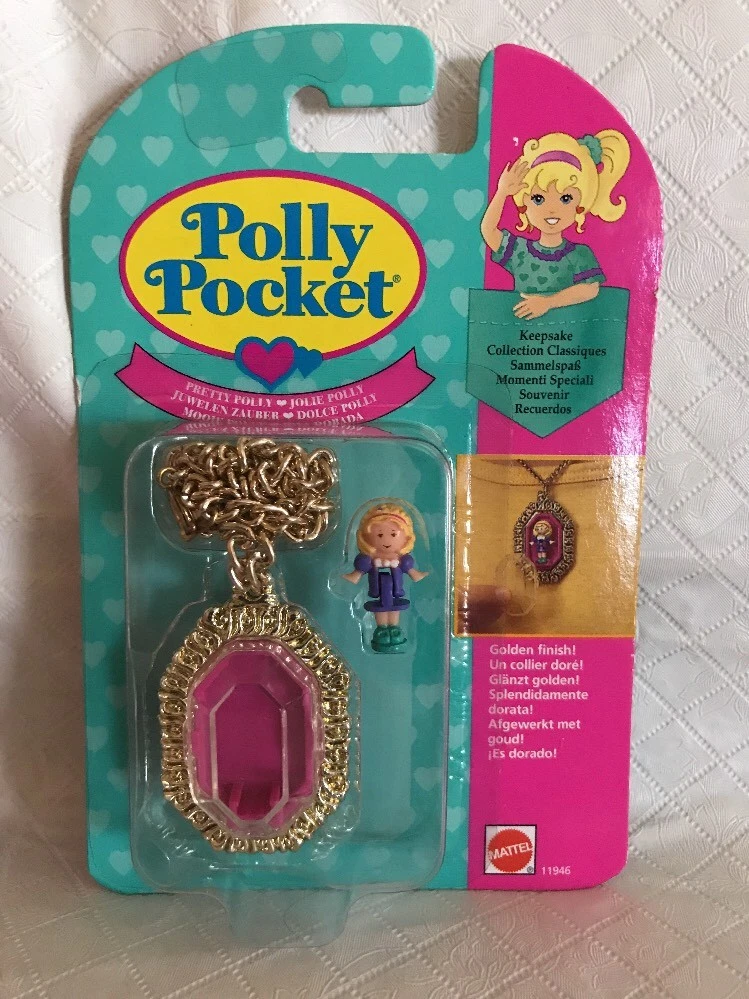 Polly
Pocket®
PRETTY POLLY ❤ JOLIE POLLY
JUWELEN ZAUBER ❤ DOLCE POLLY
Keepsake
Collection Classiques
Sammelspaß
Momenti Speciali
Souvenir
Recuerdos
Golden finish!
Un collier doré!
Glänzt golden!
Splendidamente
dorata!
Afgewerkt met
goud!
¡Es dorado!
MATTEL
® 11946